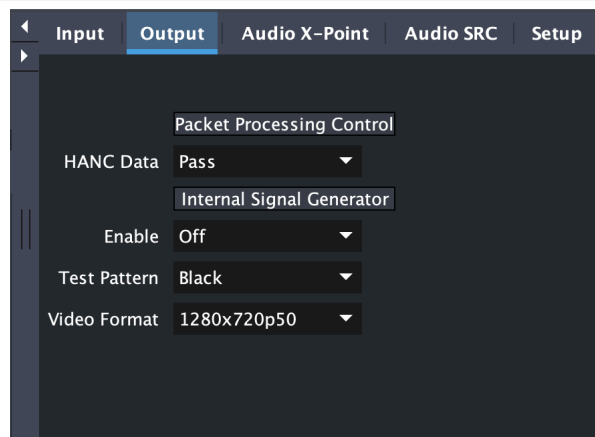 Input Output Audio X-Point Audio SRC Setup
Packet Processing Control
HANC Data Pass
Internal Signal Generator
Enable Off
Test Pattern Black
Video Format 1280x720p50